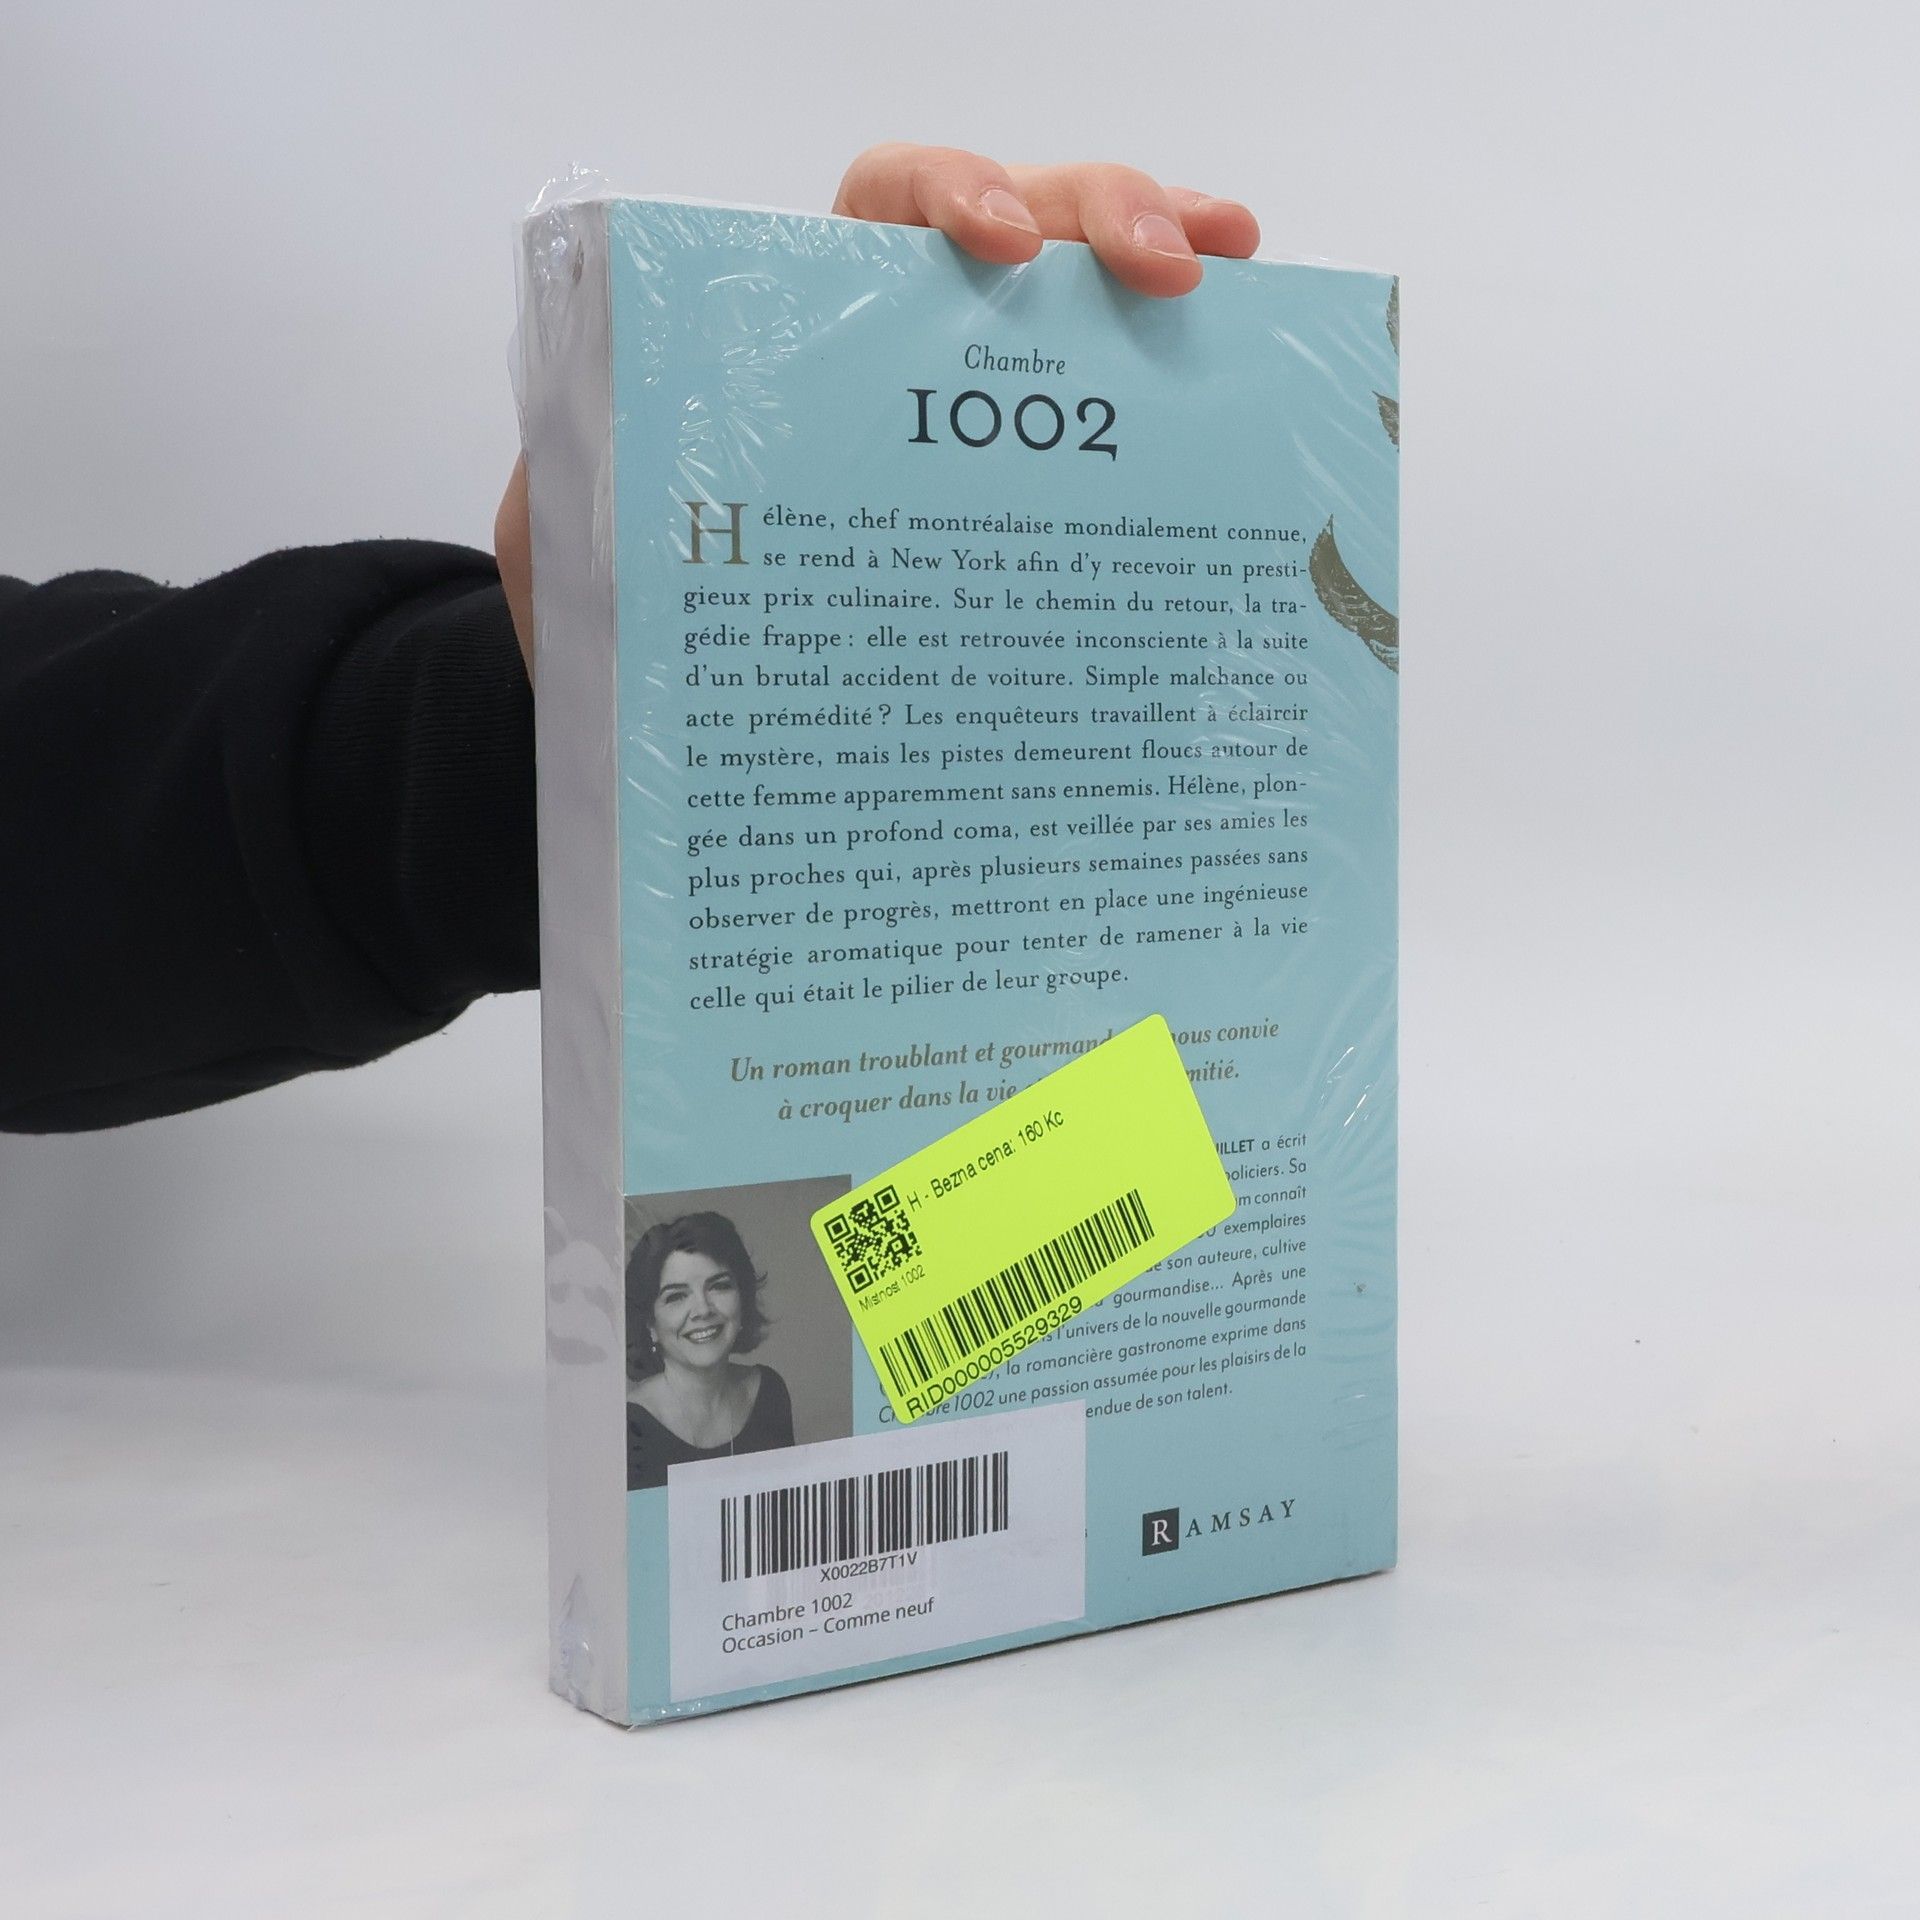 Chambre
1002
Hélène, chef montréalaise mondialement connue,
se rend à New York afin d'y recevoir un presti-
gieux prix culinaire. Sur le chemin du retour, la tra-
gédie frappe : elle est retrouvée inconsciente à la suite
d'un brutal accident de voiture. Simple malchance ou
acte prémédité ? Les enquêteurs travaillent à éclaircir
le mystère, mais les pistes demeurent floues autour de
cette femme apparemment sans ennemis. Hélène, plon-
gée dans un profond coma, est veillée par ses amies les
plus proches qui, après plusieurs semaines passées sans
observer de progrès, mettront en place une ingénieuse
stratégie aromatique pour tenter de ramener à la vie
celle qui était le pilier de leur groupe.
Un roman troublant et gourmand nous convie
à croquer dans la vie
H - Bezna cena: 160 Kc
Mistnost 1002
RID0000005529329
a écrit
Sa
connaît
exemplaires
son auteure, cultive
gourmandise... Après une
l'univers de la nouvelle gourmande
la romancière gastronome exprime dans
1002 une passion assumée pour les plaisirs de la
de son talent.
X0022B7T1V
Chambre 1002
Occasion – Comme neuf
RAMSAY